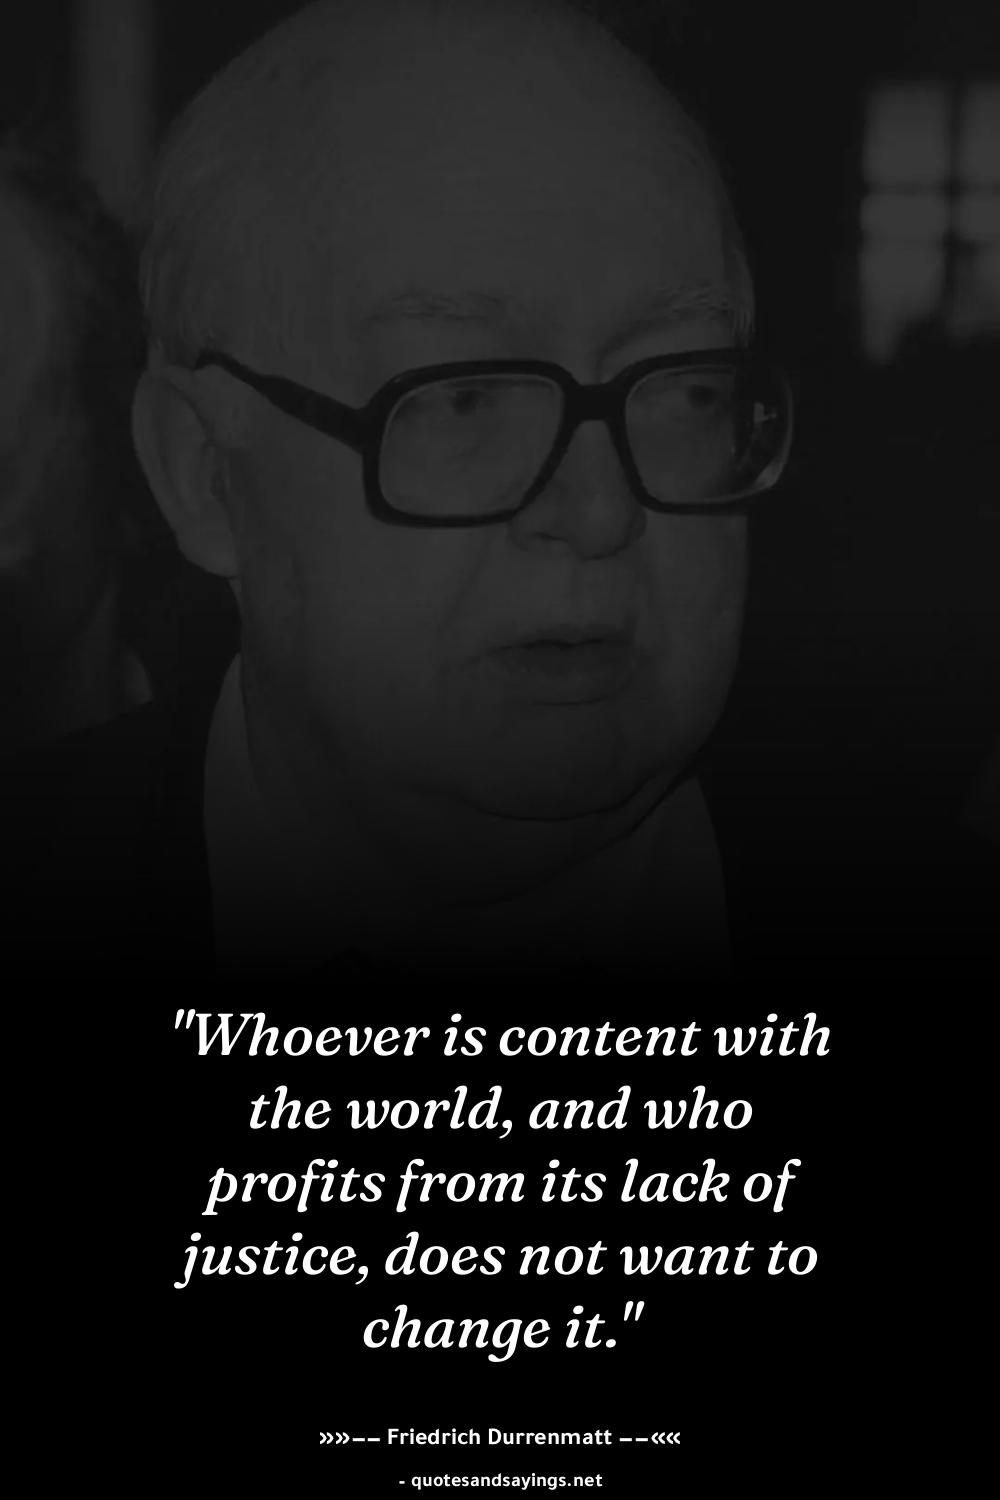 "Whoever is content with
the world, and who
profits from its lack of
justice, does not want to
change it."
»»−− Friedrich Durrenmatt −−««
- quotesandsayings.net